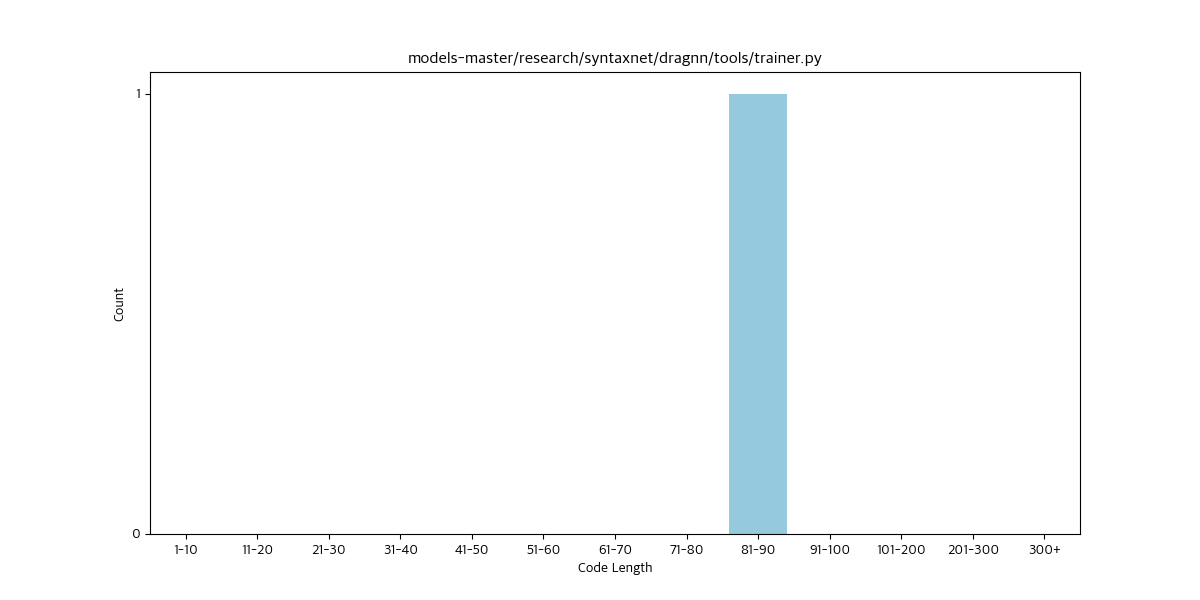 models-master/research/syntaxnet/dragnn/tools/trainer.py
1
Count
0
1-10 11-20 21-30 31-40 41-50 51-60 61-70 71-80 81-90 91-100 101-200 201-300 300+
Code Length